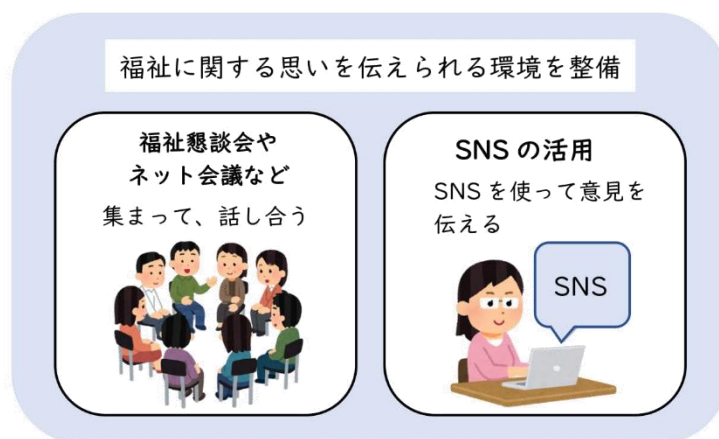 福祉に関する思いを伝えられる環境を整備
福祉懇談会や
ネット会議など
集まって、話し合う
SNS の活用
SNS を使って意見を
伝える
SNS